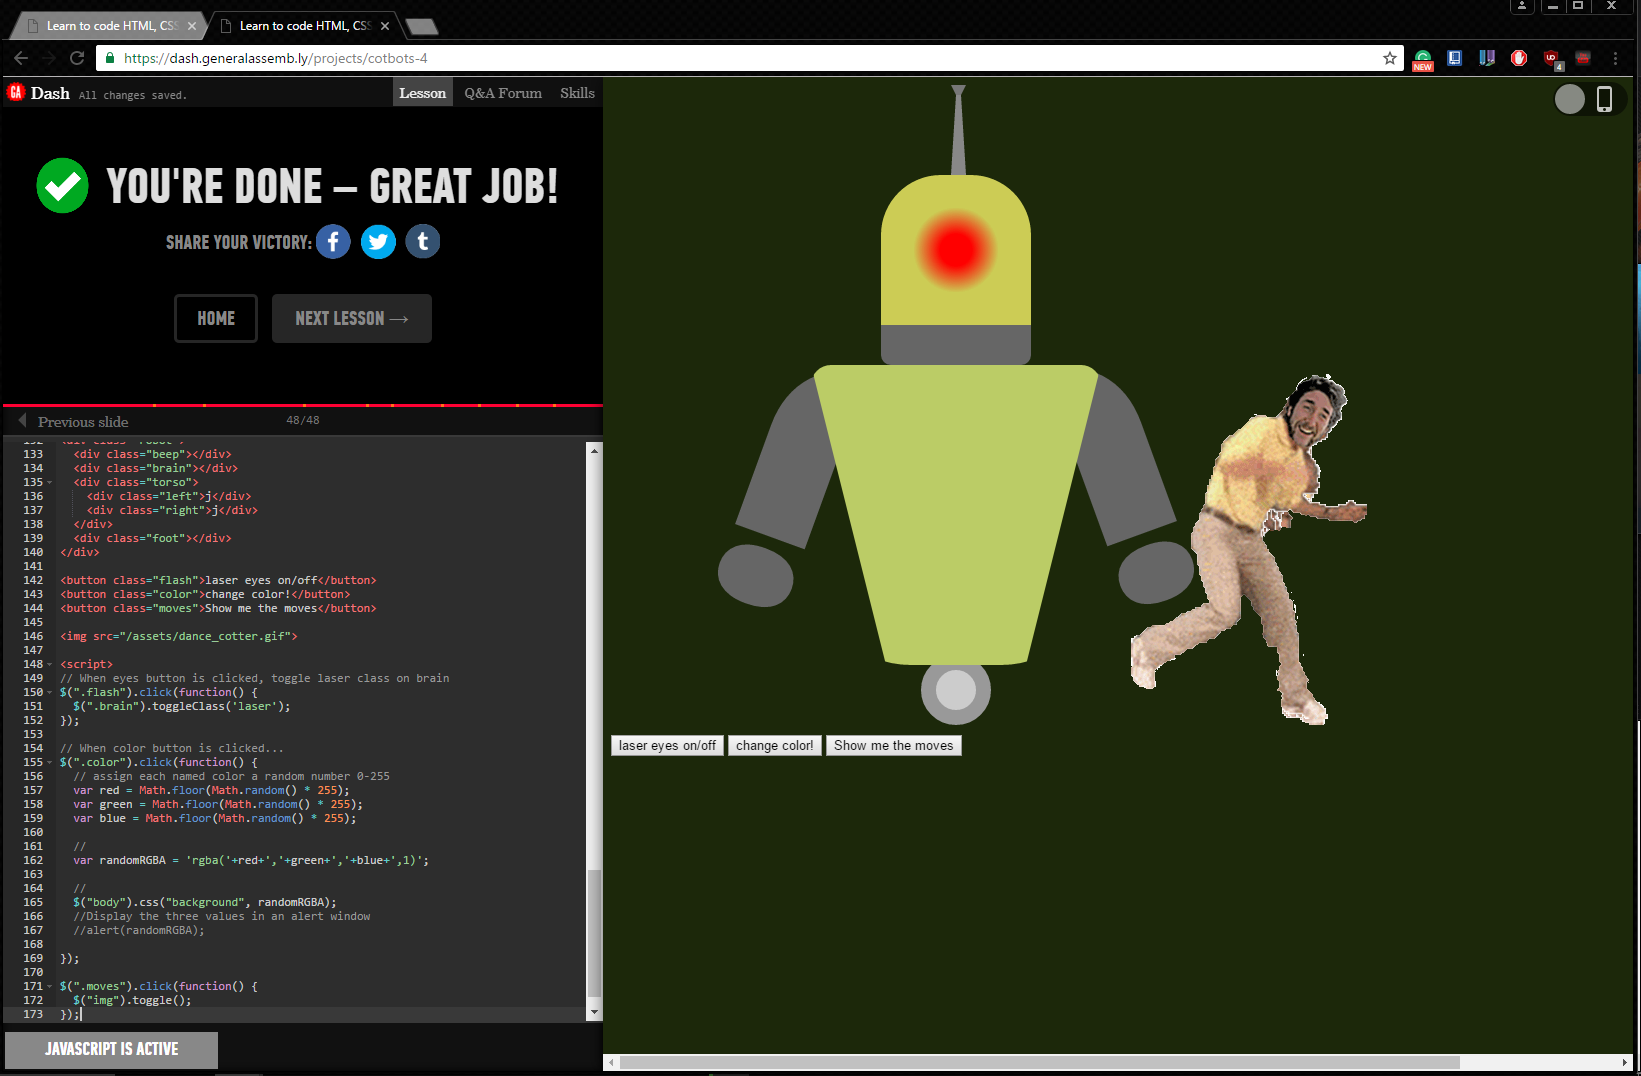 Learn to code HTML, CSS
Learn to code HTML, CSS
https://dash.generalassemb.ly/projects/cotbots-4
NEW
UO
4
GA
Dash All changes saved.
Lesson Q&A Forum Skills
YOU'RE DONE – GREAT JOB!
SHARE YOUR VICTORY: f t
HOME NEXT LESSON →
Previous slide 48/48
133 <div class="beep"></div>
134 <div class="brain"></div>
135 <div class="torso">
136 <div class="left">j</div>
137 <div class="right">j</div>
138 </div>
139 <div class="foot"></div>
140 </div>
141
142 <button class="flash">laser eyes on/off</button>
143 <button class="color">change color!</button>
144 <button class="moves">Show me the moves</button>
145
146 <img src="/assets/dance_cotter.gif">
147
148 <script>
149 // When eyes button is clicked, toggle laser class on brain
150 $(".flash").click(function() {
151 $(".brain").toggleClass('laser');
152 });
153
154 // When color button is clicked...
155 $(".color").click(function() {
156 // assign each named color a random number 0-255
157 var red = Math.floor(Math.random() * 255);
158 var green = Math.floor(Math.random() * 255);
159 var blue = Math.floor(Math.random() * 255);
160
161 //
162 var randomRGBA = 'rgba('+red+','+green+','+blue+',1)';
163
164 //
165 $("body").css("background", randomRGBA);
166 //Display the three values in an alert window
167 //alert(randomRGBA);
168
169 });
170
171 $(".moves").click(function() {
172 $("img").toggle();
173 });
JAVASCRIPT IS ACTIVE
laser eyes on/off change color! Show me the moves